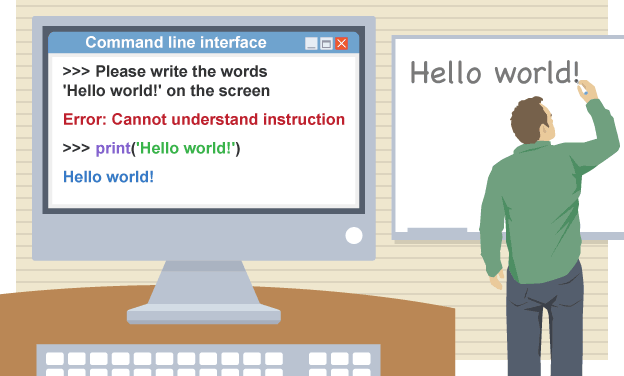 Command line interface
>>> Please write the words
'Hello world!' on the screen
Error: Cannot understand instruction
>>> print('Hello world!')
Hello world!
Hello world!